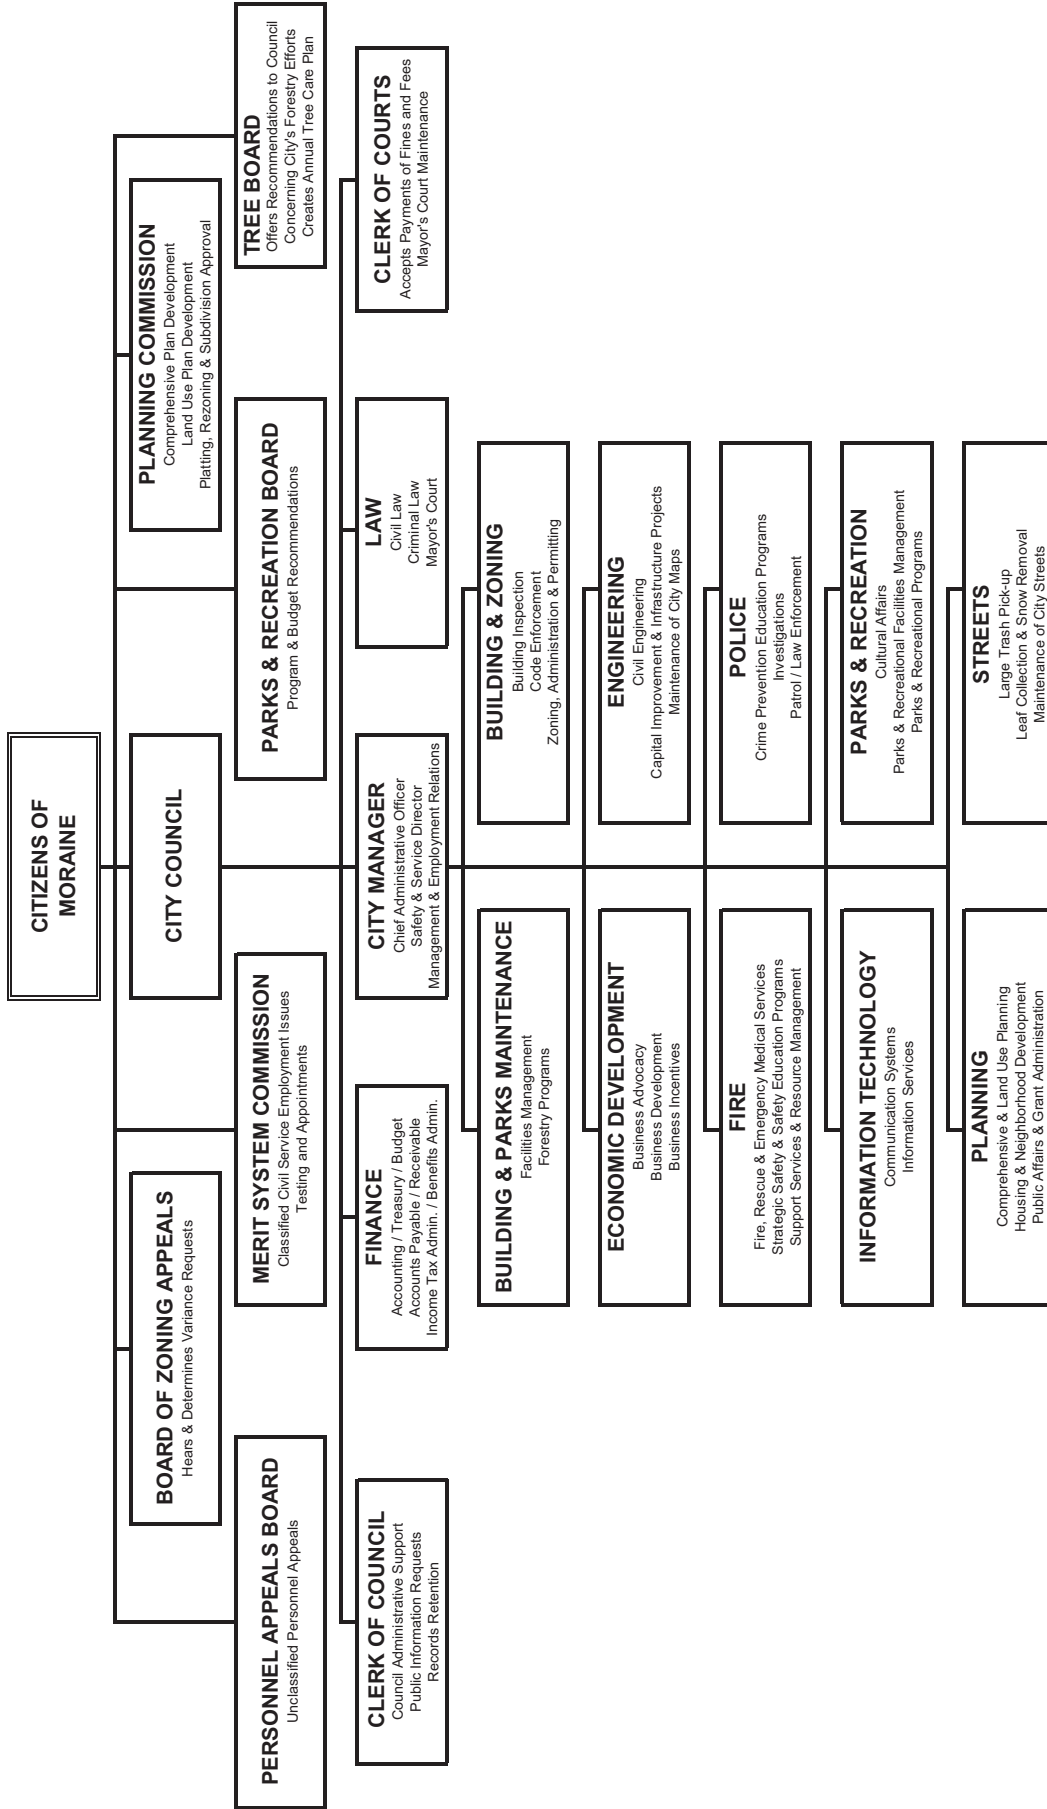 CITIZENS OF
MORAINE
BOARD OF ZONING APPEALS
Hears & Determines Variance Requests
CITY COUNCIL
PLANNING COMMISSION
Comprehensive Plan Development
Land Use Plan Development
Platting, Rezoning & Subdivision Approval
PERSONNEL APPEALS BOARD
Unclassified Personnel Appeals
MERIT SYSTEM COMMISSION
Classified Civil Service Employment Issues
Testing and Appointments
PARKS & RECREATION BOARD
Program & Budget Recommendations
TREE BOARD
Offers Recommendations to Council
Concerning City's Forestry Efforts
Creates Annual Tree Care Plan
CLERK OF COUNCIL
Council Administrative Support
Public Information Requests
Records Retention
FINANCE
Accounting / Treasury / Budget
Accounts Payable / Receivable
Income Tax Admin. / Benefits Admin.
CITY MANAGER
Chief Administrative Officer
Safety & Service Director
Management & Employment Relations
LAW
Civil Law
Criminal Law
Mayor's Court
CLERK OF COURTS
Accepts Payments of Fines and Fees
Mayor's Court Maintenance
BUILDING & PARKS MAINTENANCE
Facilities Management
Forestry Programs
BUILDING & ZONING
Building Inspection
Code Enforcement
Zoning, Administration & Permitting
ECONOMIC DEVELOPMENT
Business Advocacy
Business Development
Business Incentives
ENGINEERING
Civil Engineering
Capital Improvement & Infrastructure Projects
Maintenance of City Maps
FIRE
Fire, Rescue & Emergency Medical Services
Strategic Safety & Safety Education Programs
Support Services & Resource Management
POLICE
Crime Prevention Education Programs
Investigations
Patrol / Law Enforcement
INFORMATION TECHNOLOGY
Communication Systems
Information Services
PARKS & RECREATION
Cultural Affairs
Parks & Recreational Facilities Management
Parks & Recreational Programs
PLANNING
Comprehensive & Land Use Planning
Housing & Neighborhood Development
Public Affairs & Grant Administration
STREETS
Large Trash Pick-up
Leaf Collection & Snow Removal
Maintenance of City Streets